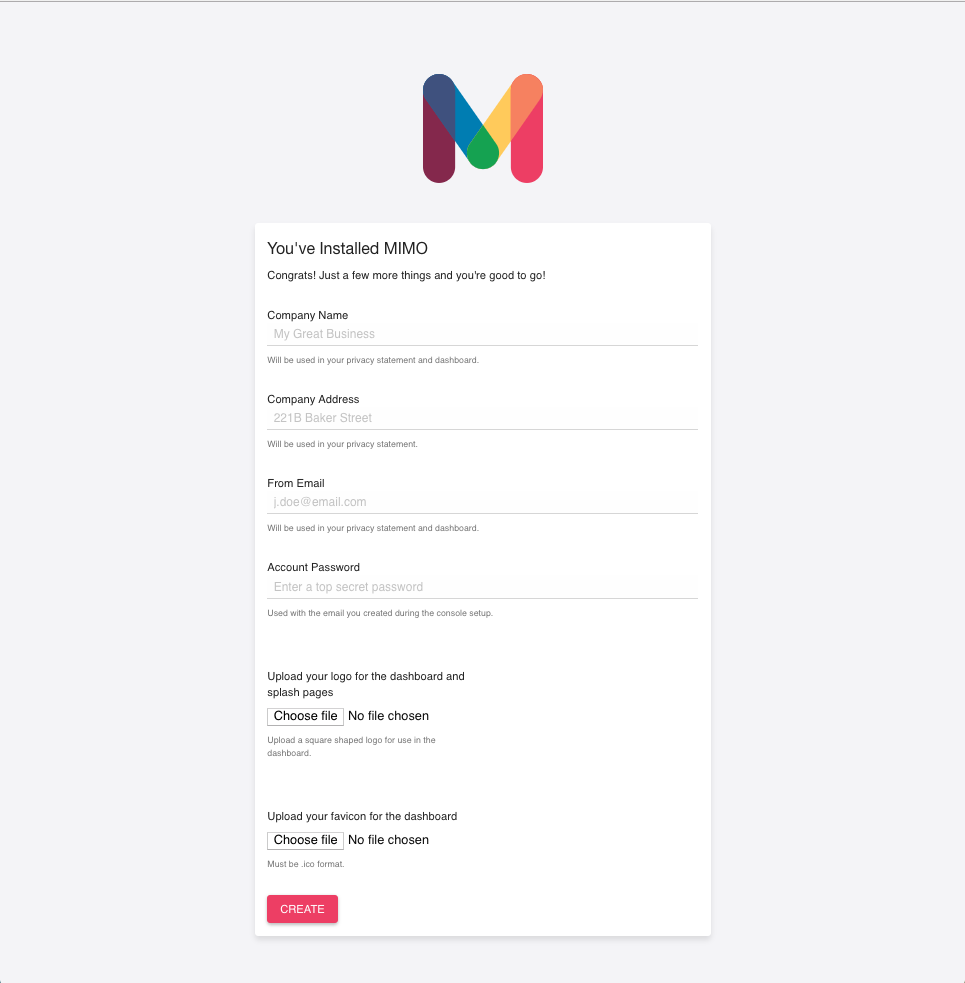 You've Installed MIMO
Congrats! Just a few more things and you're good to go!
Company Name
My Great Business
Will be used in your privacy statement and dashboard.
Company Address
221B Baker Street
Will be used in your privacy statement.
From Email
j.doe@email.com
Will be used in your privacy statement and dashboard.
Account Password
Enter a top secret password
Used with the email you created during the console setup.
Upload your logo for the dashboard and
splash pages
Choose file No file chosen
Upload a square shaped logo for use in the
dashboard.
Upload your favicon for the dashboard
Choose file No file chosen
Must be .ico format.
CREATE